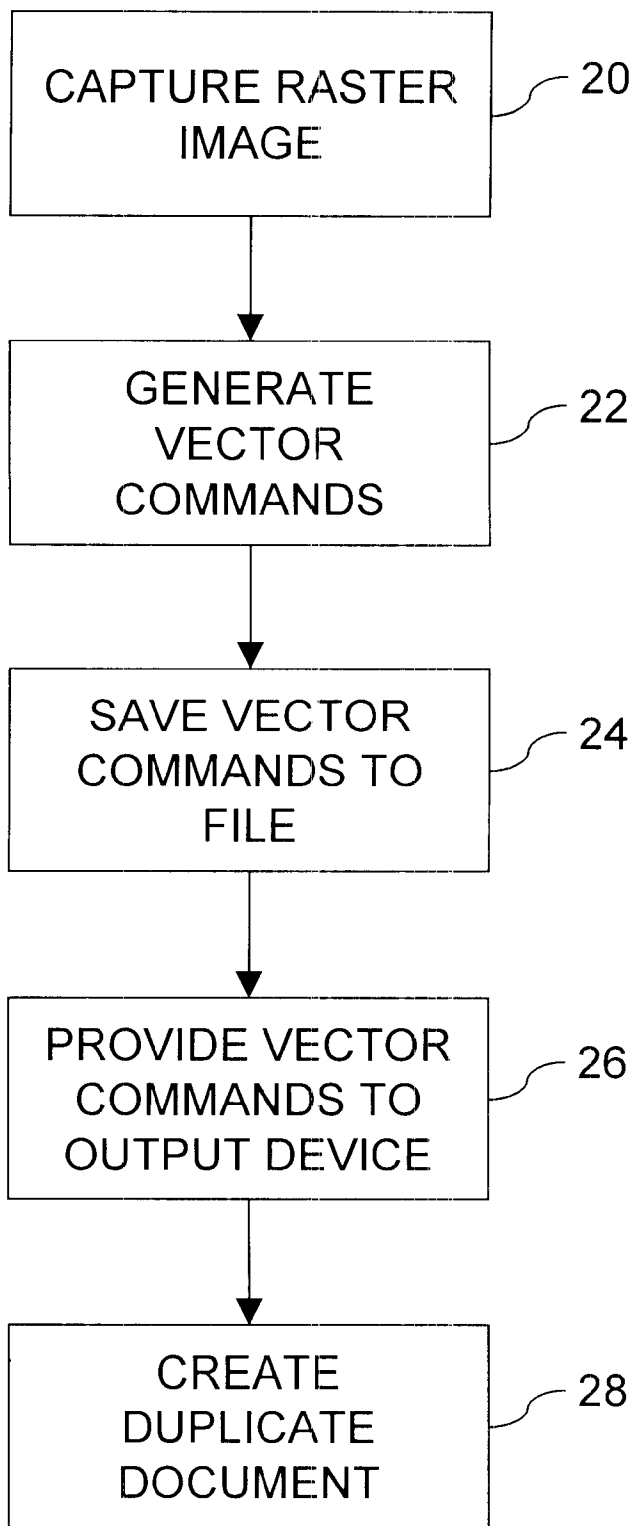 CAPTURE RASTER
IMAGE
20
GENERATE
VECTOR
COMMANDS
22
SAVE VECTOR
COMMANDS TO
FILE
24
PROVIDE VECTOR
COMMANDS TO
OUTPUT DEVICE
26
CREATE
DUPLICATE
DOCUMENT
28